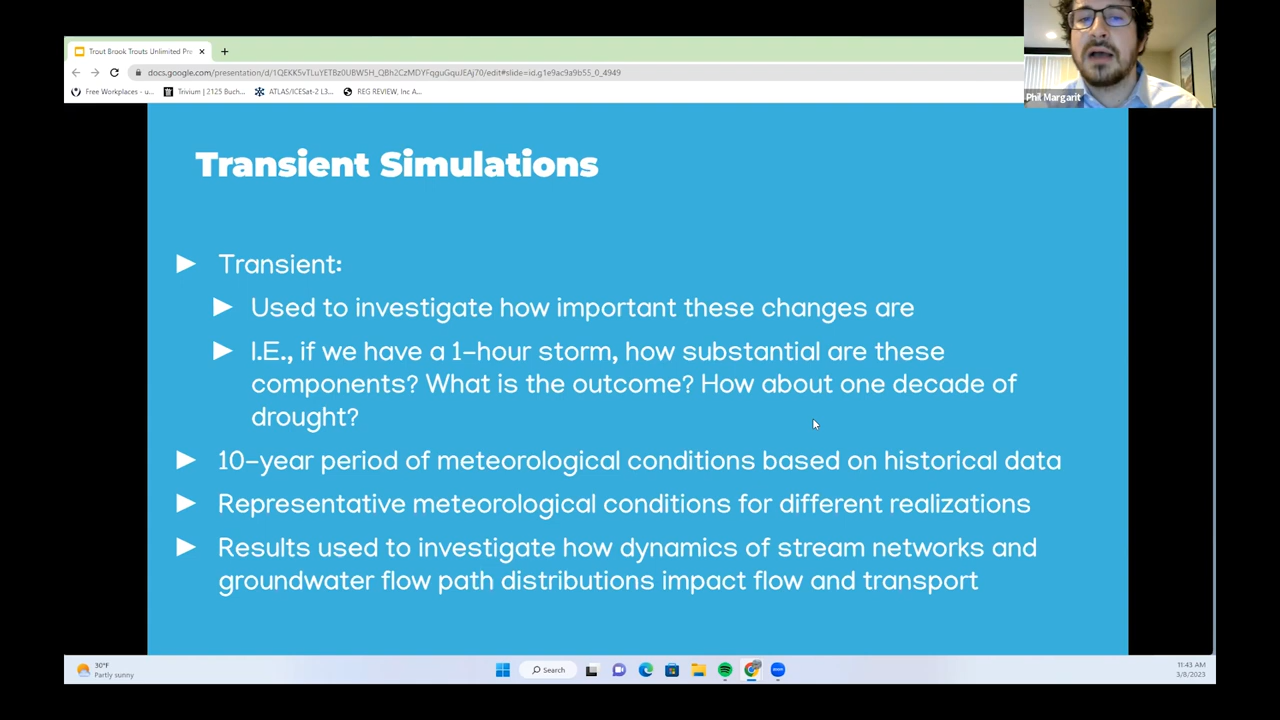 Trout Brook Trouts Unlimited Pre
docs.google.com/presentation/d/1QEKK5vTLuYETBz0UBW5H_QBh2CzMDYFqguGquJEAj70/edit#slide=id.g1e9ac9a9b55_0_4949
Free Workplaces - u...
Trivium | 2125 Buch...
ATLAS/ICESat-2 L3...
REG REVIEW, Inc A...
Phil Margarit
Transient Simulations
Transient:
Used to investigate how important these changes are
I.E., if we have a 1-hour storm, how substantial are these
components? What is the outcome? How about one decade of
drought?
10-year period of meteorological conditions based on historical data
Representative meteorological conditions for different realizations
Results used to investigate how dynamics of stream networks and
groundwater flow path distributions impact flow and transport
30°F
Partly sunny
Search
zoom
11:43 AM
3/8/2023